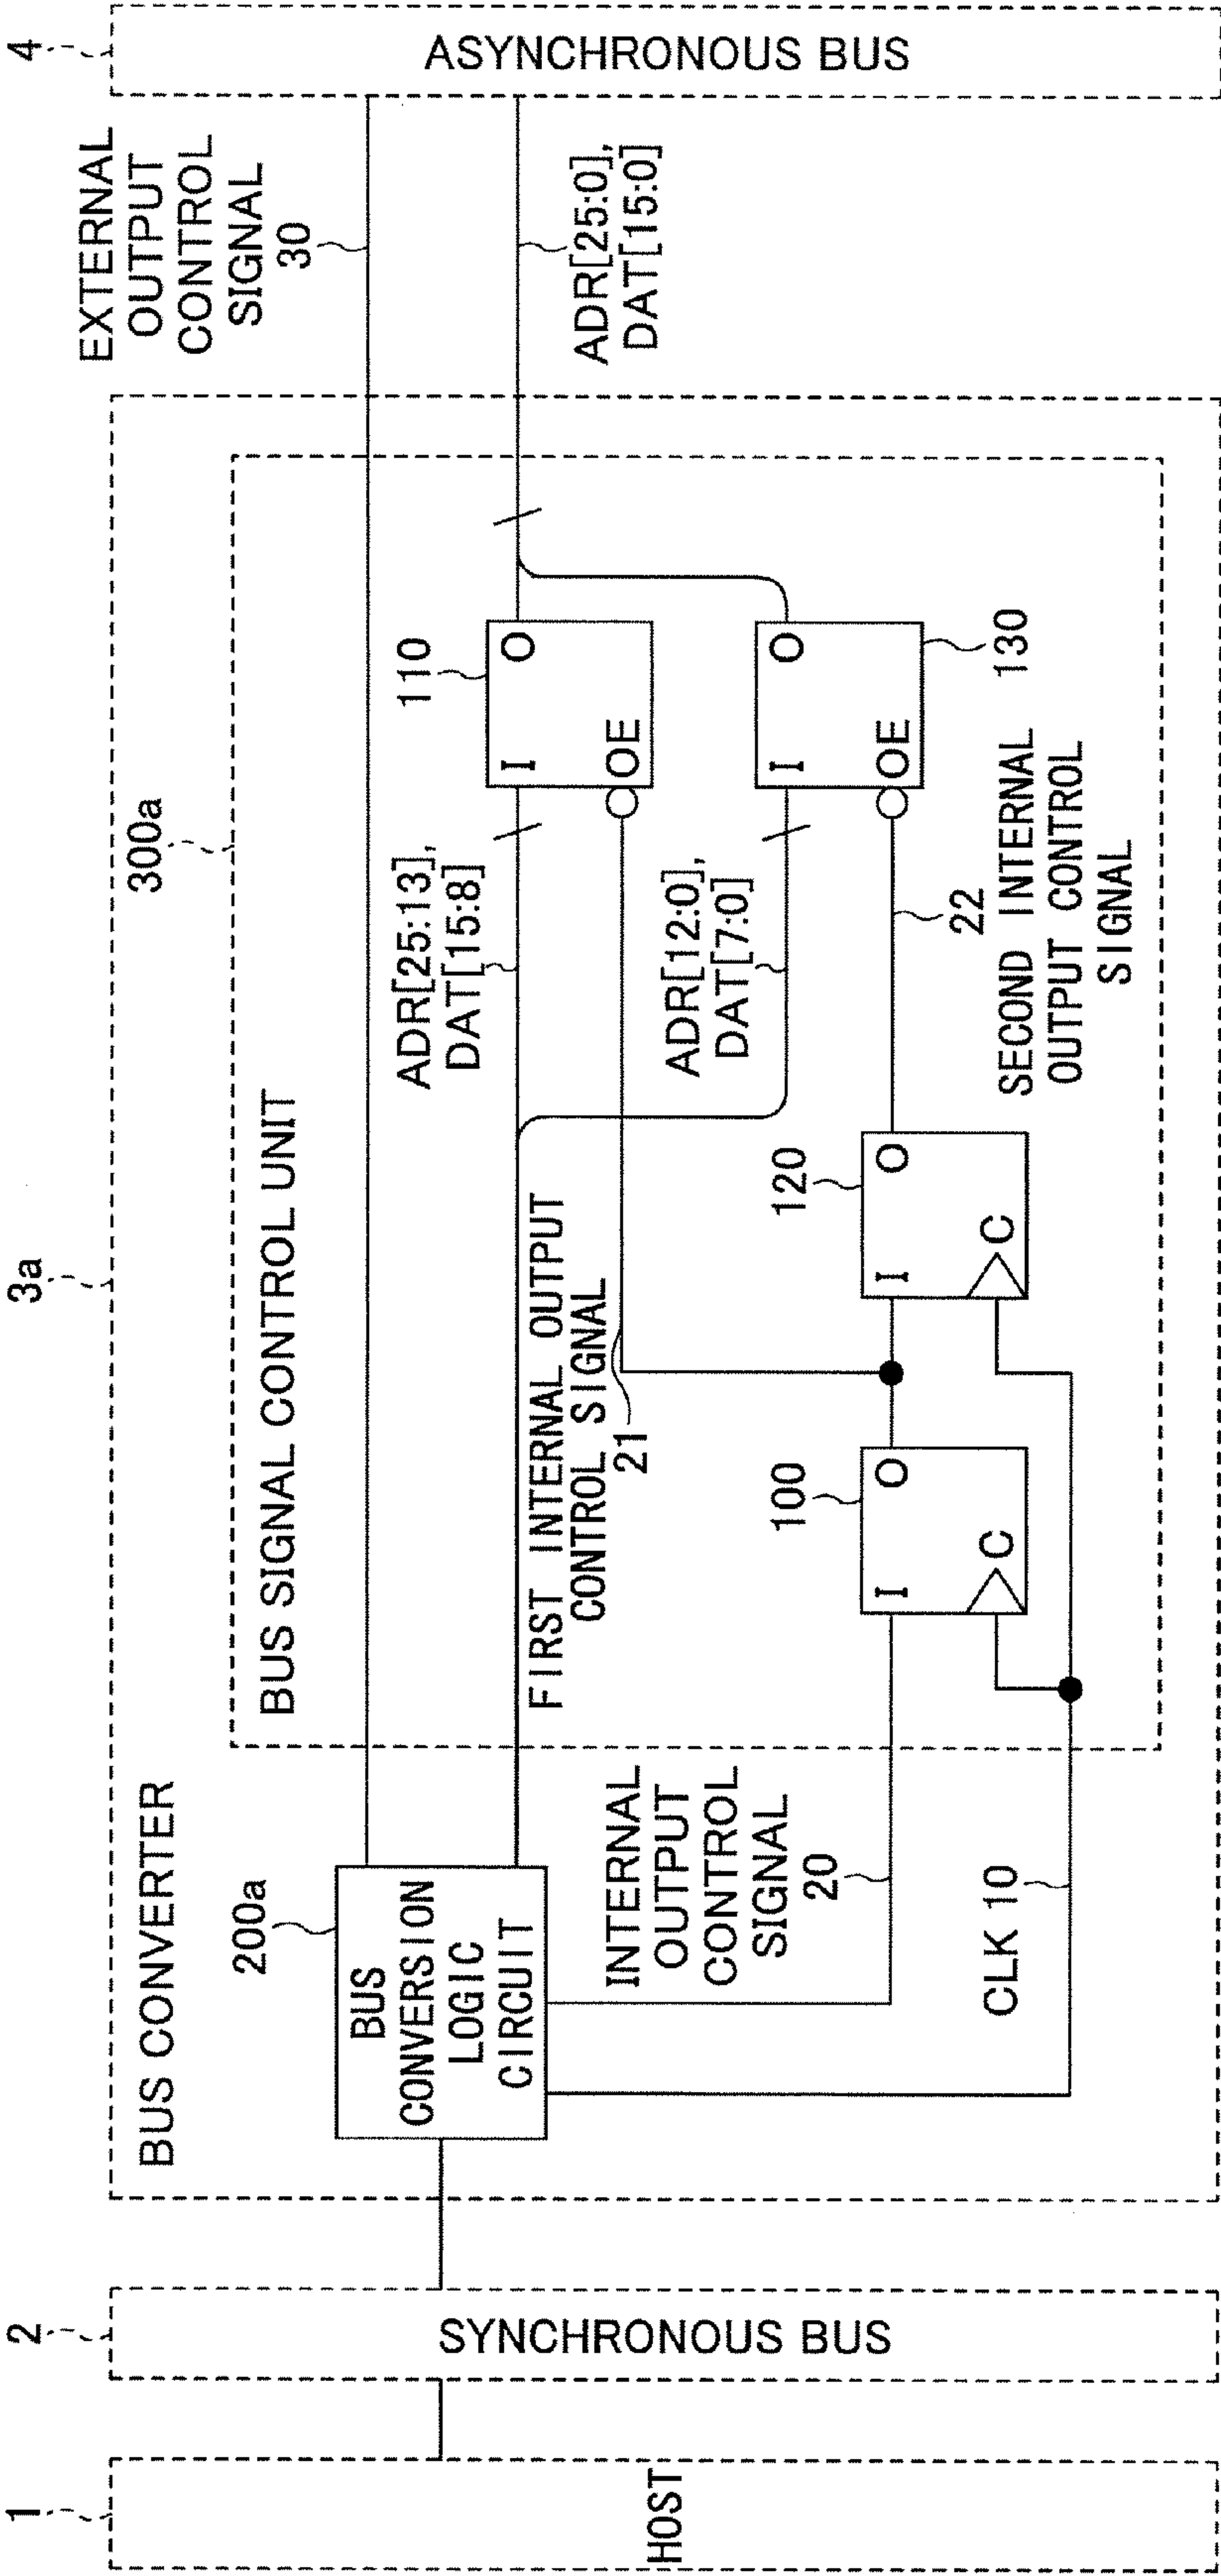 1
HOST
2
SYNCHRONOUS BUS
3a
BUS CONVERTER
200a
BUS
CONVERSION
LOGIC
CIRCUIT
INTERNAL
OUTPUT
CONTROL
SIGNAL
20
CLK 10
300a
BUS SIGNAL CONTROL UNIT
FIRST INTERNAL OUTPUT
CONTROL SIGNAL
21
100
I
O
C
120
I
O
C
ADR[25:13],
DAT[15:8]
110
I
O
OE
ADR[12:0],
DAT[7:0]
130
I
O
OE
22
SECOND INTERNAL
OUTPUT CONTROL
SIGNAL
EXTERNAL
OUTPUT
CONTROL
SIGNAL
30
ADR[25:0],
DAT[15:0]
4
ASYNCHRONOUS BUS